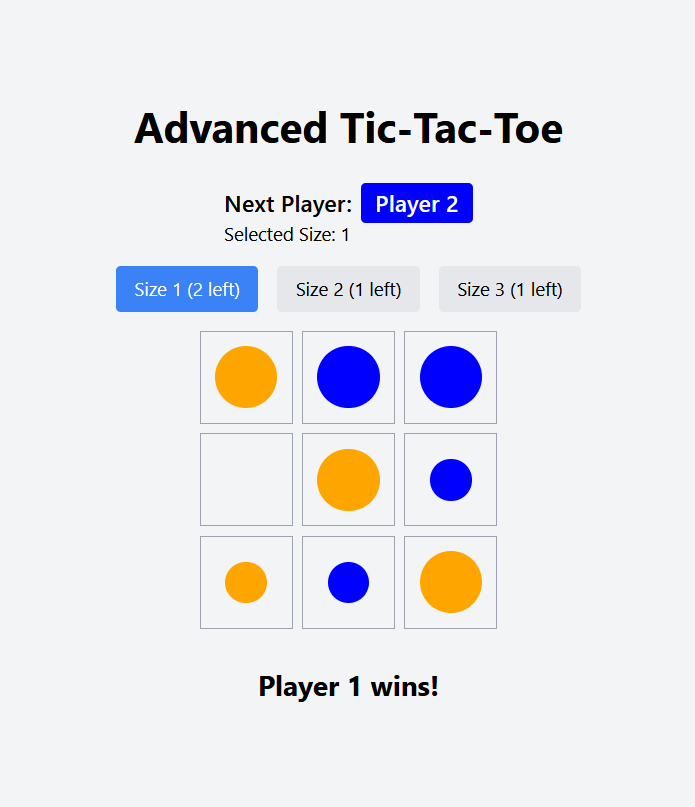 Advanced Tic-Tac-Toe
Next Player: Player 2
Selected Size: 1
Size 1 (2 left) Size 2 (1 left) Size 3 (1 left)
Player 1 wins!